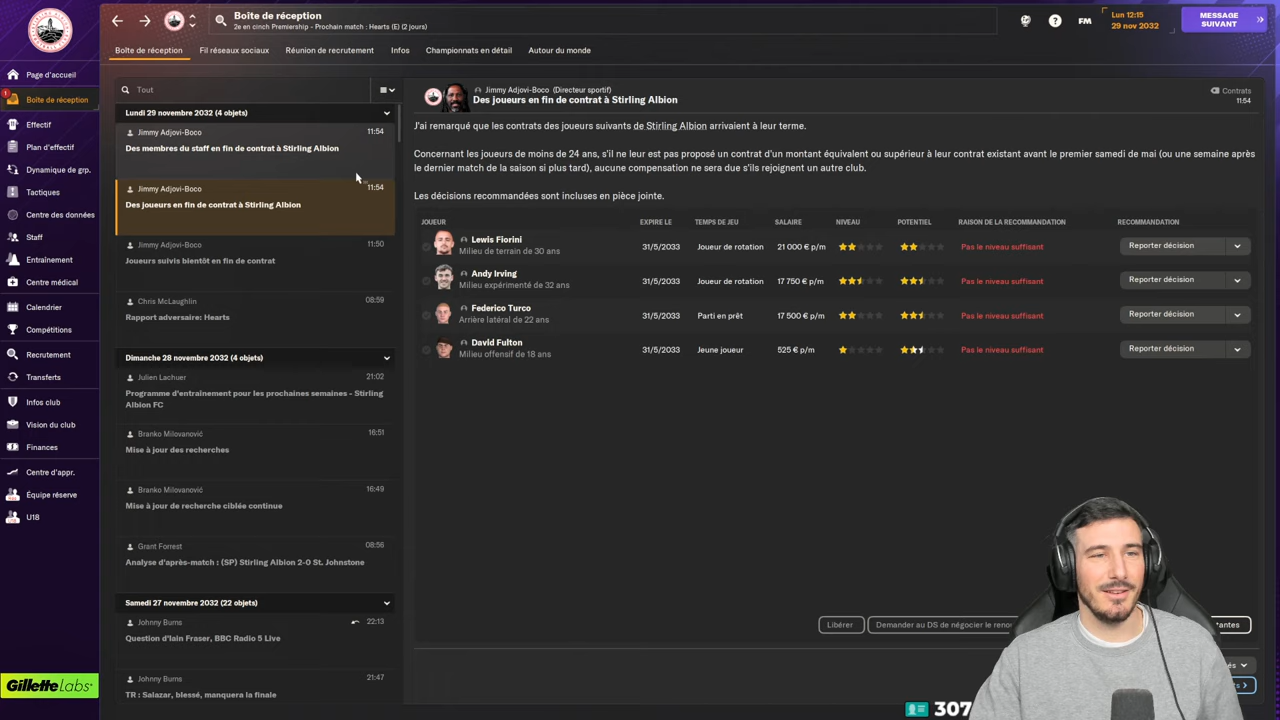 Boîte de réception
2e en cinch Premiership - Prochain match : Hearts (E) (2 jours)
Lun 12:15
29 nov 2032
MESSAGE
SUIVANT
FM
Boîte de réception
Fil réseaux sociaux
Réunion de recrutement
Infos
Championnats en détail
Autour du monde
Page d'accueil
1
Boîte de réception
Effectif
Plan d'effectif
Dynamique de grp.
Tactiques
Centre des données
Staff
Entraînement
Centre médical
Calendrier
Compétitions
Recrutement
Transferts
Infos club
Vision du club
Finances
Centre d'appr.
Équipe réserve
U18
Gillette Labs
Tout
Lundi 29 novembre 2032 (4 objets)
Jimmy Adjovi-Boco
11:54
Des membres du staff en fin de contrat à Stirling Albion
Jimmy Adjovi-Boco
11:54
Des joueurs en fin de contrat à Stirling Albion
Jimmy Adjovi-Boco
11:50
Joueurs suivis bientôt en fin de contrat
Chris McLaughlin
08:59
Rapport adversaire: Hearts
Dimanche 28 novembre 2032 (4 objets)
Julien Lachuer
21:02
Programme d'entraînement pour les prochaines semaines - Stirling
Albion FC
Branko Milovanović
16:51
Mise à jour des recherches
Branko Milovanović
16:49
Mise à jour de recherche ciblée continue
Grant Forrest
08:56
Analyse d'après-match : (SP) Stirling Albion 2-0 St. Johnstone
Samedi 27 novembre 2032 (22 objets)
Johnny Burns
22:13
Question d'Iain Fraser, BBC Radio 5 Live
Johnny Burns
21:47
TR : Salazar, blessé, manquera la finale
Jimmy Adjovi-Boco (Directeur sportif)
Des joueurs en fin de contrat à Stirling Albion
Contrats
11:54
J'ai remarqué que les contrats des joueurs suivants de Stirling Albion arrivaient à leur terme.
Concernant les joueurs de moins de 24 ans, s'il ne leur est pas proposé un contrat d'un montant équivalent ou supérieur à leur contrat existant avant le premier samedi de mai (ou une semaine après
le dernier match de la saison si plus tard), aucune compensation ne sera due s'ils rejoignent un autre club.
Les décisions recommandées sont incluses en pièce jointe.
JOUEUR EXPIRE LE TEMPS DE JEU SALAIRE NIVEAU POTENTIEL RAISON DE LA RECOMMANDATION RECOMMANDATION
Lewis Fiorini
Milieu de terrain de 30 ans
31/5/2033 Joueur de rotation 21 000 € p/m Pas le niveau suffisant Reporter décision
Andy Irving
Milieu expérimenté de 32 ans
31/5/2033 Joueur de rotation 17 750 € p/m Pas le niveau suffisant Reporter décision
Federico Turco
Arrière latéral de 22 ans
31/5/2033 Parti en prêt 17 500 € p/m Pas le niveau suffisant Reporter décision
David Fulton
Milieu offensif de 18 ans
31/5/2033 Jeune joueur 525 € p/m Pas le niveau suffisant Reporter décision
Libérer
Demander au DS de négocier le
307